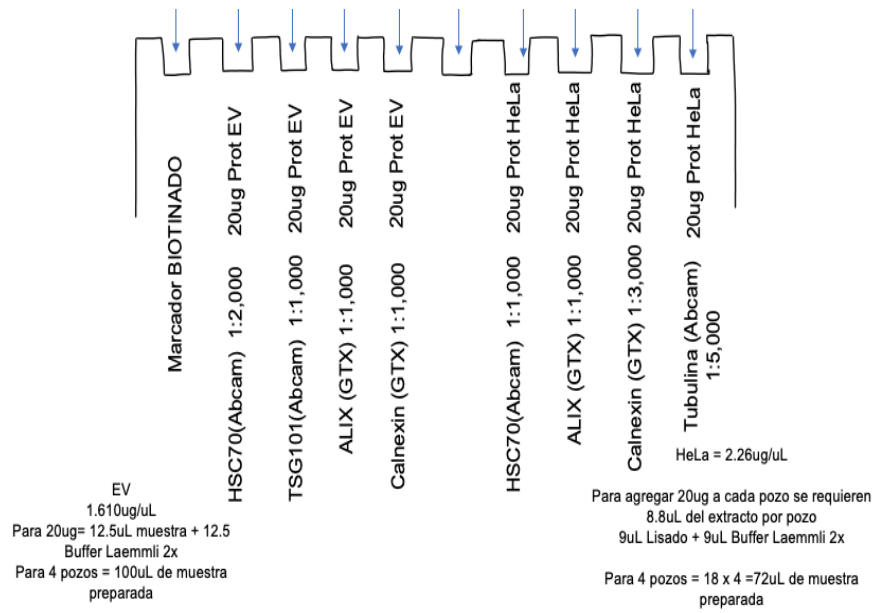 Marcador BIOTINADO
HSC70(Abcam) 1:2,000 20ug Prot EV
TSG101(Abcam) 1:1,000 20ug Prot EV
ALIX (GTX) 1:1,000 20ug Prot EV
Calnexin (GTX) 1:1,000 20ug Prot EV
HSC70(Abcam) 1:1,000 20ug Prot HeLa
ALIX (GTX) 1:1,000 20ug Prot HeLa
Calnexin (GTX) 1:3,000 20ug Prot HeLa
Tubulina (Abcam) 20ug Prot HeLa
1:5,000
EV
1.610ug/uL
Para 20ug= 12.5uL muestra + 12.5
Buffer Laemmli 2x
Para 4 pozos = 100uL de muestra
preparada
HeLa = 2.26ug/uL
Para agregar 20ug a cada pozo se requieren
8.8uL del extracto por pozo
9uL Lisado + 9uL Buffer Laemmli 2x
Para 4 pozos = 18 x 4 =72uL de muestra
preparada